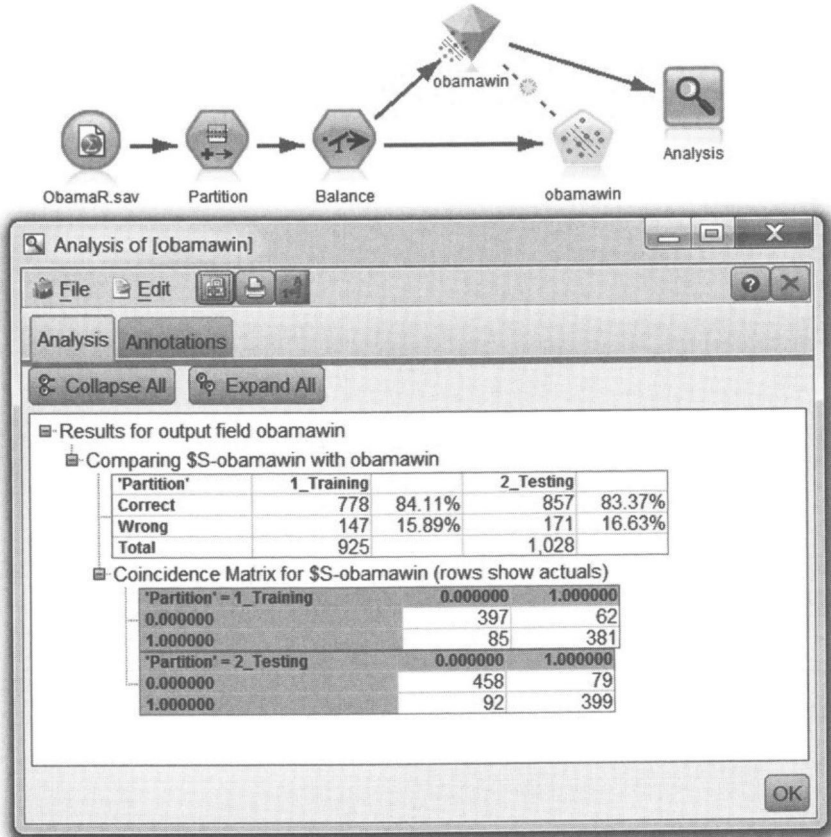 obamawin
ObamaR.sav
Partition
Balance
obamawin
Analysis
Analysis of [obamawin]
File Edit
Analysis Annotations
Collapse All Expand All
Results for output field obamawin
Comparing $S-obamawin with obamawin
'Partition' 1_Training 2_Testing
Correct 778 84.11% 857 83.37%
Wrong 147 15.89% 171 16.63%
Total 925 1,028
Coincidence Matrix for $S-obamawin (rows show actuals)
'Partition' = 1_Training 0.000000 1.000000
0.000000 397 62
1.000000 85 381
'Partition' = 2_Testing 0.000000 1.000000
0.000000 458 79
1.000000 92 399
OK